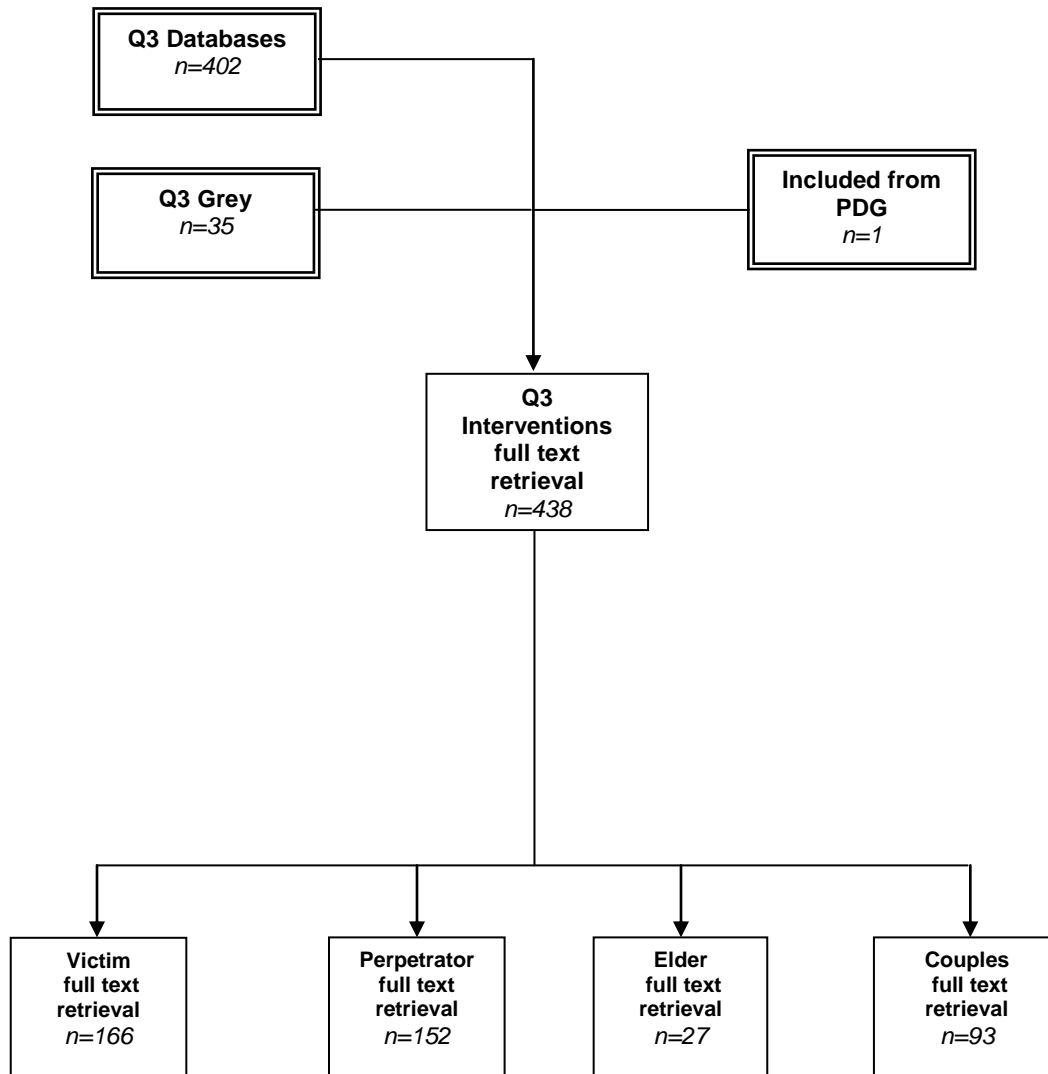 Q3 Databases
n=402
Q3 Grey
n=35
Included from
PDG
n=1
Q3
Interventions
full text
retrieval
n=438
Victim
full text
retrieval
n=166
Perpetrator
full text
retrieval
n=152
Elder
full text
retrieval
n=27
Couples
full text
retrieval
n=93